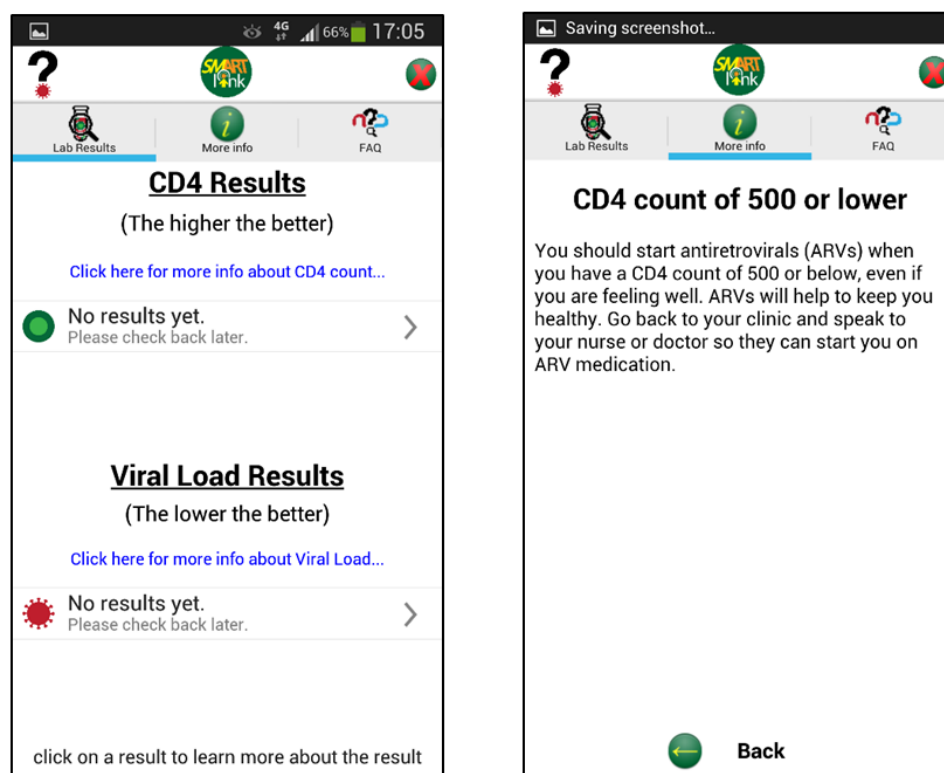 4G 66% 17:05
SMART
l nk
Lab Results More info FAQ
CD4 Results
(The higher the better)
Click here for more info about CD4 count...
No results yet.
Please check back later.
Viral Load Results
(The lower the better)
Click here for more info about Viral Load...
No results yet.
Please check back later.
click on a result to learn more about the result
Saving screenshot...
SMART
l nk
Lab Results More info FAQ
CD4 count of 500 or lower
You should start antiretrovirals (ARVs) when
you have a CD4 count of 500 or below, even if
you are feeling well. ARVs will help to keep you
healthy. Go back to your clinic and speak to
your nurse or doctor so they can start you on
ARV medication.
Back